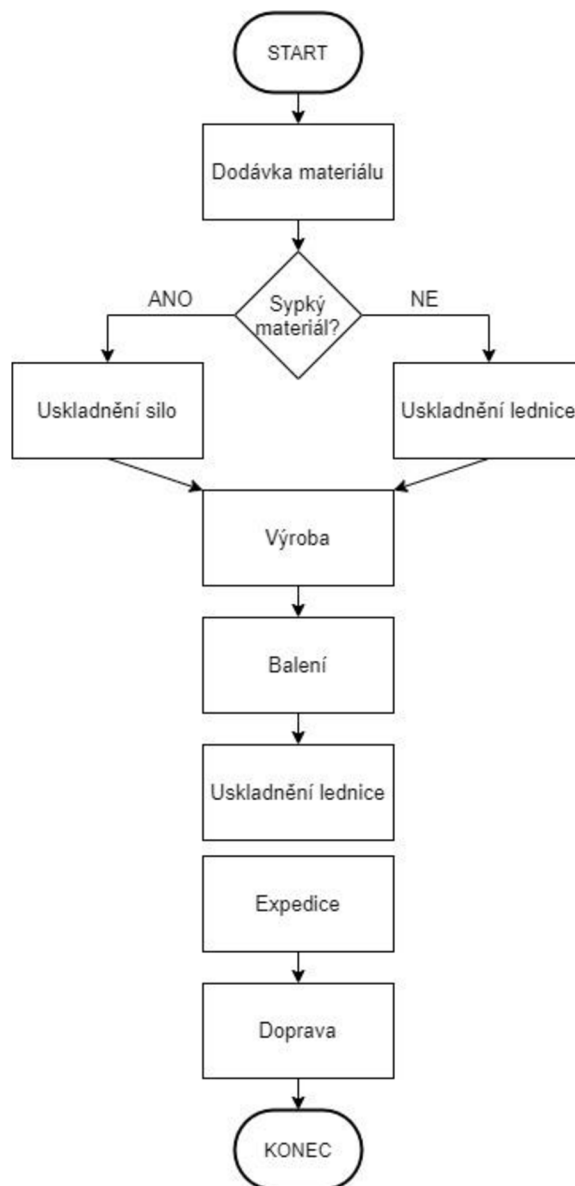 START
Dodávka materiálu
Sypký
materiál?
ANO
NE
Uskladnění silo
Uskladnění lednice
Výroba
Balení
Uskladnění lednice
Expedice
Doprava
KONEC